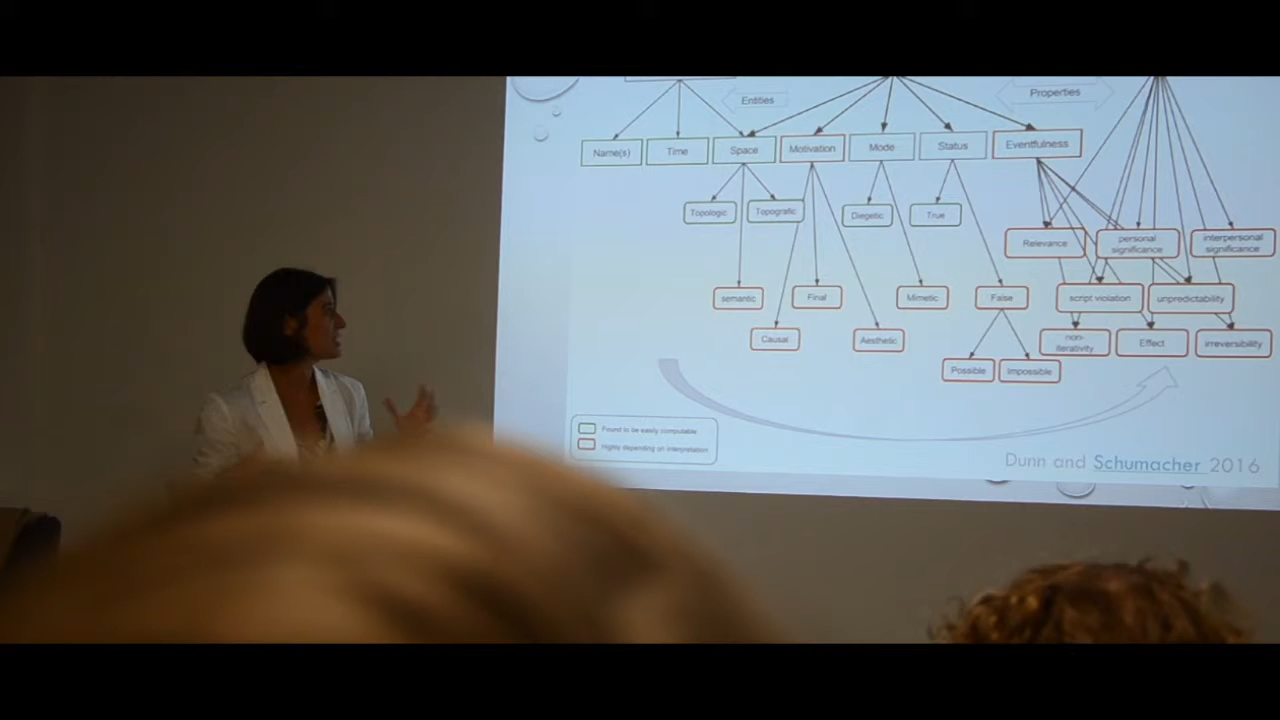 Entities
Properties
Name(s)
Time
Space
Motivation
Mode
Status
Eventfulness
Topologic
Topografic
Diegetic
True
Relevance
personal
significance
interpersonal
significance
semantic
Final
Mimetic
False
script violation
unpredictability
Causal
Aesthetic
non-
iterativity
Effect
irreversibility
Possible
Impossible
Found to be easily computable
Highly depending on interpretation
Dunn and Schumacher 2016